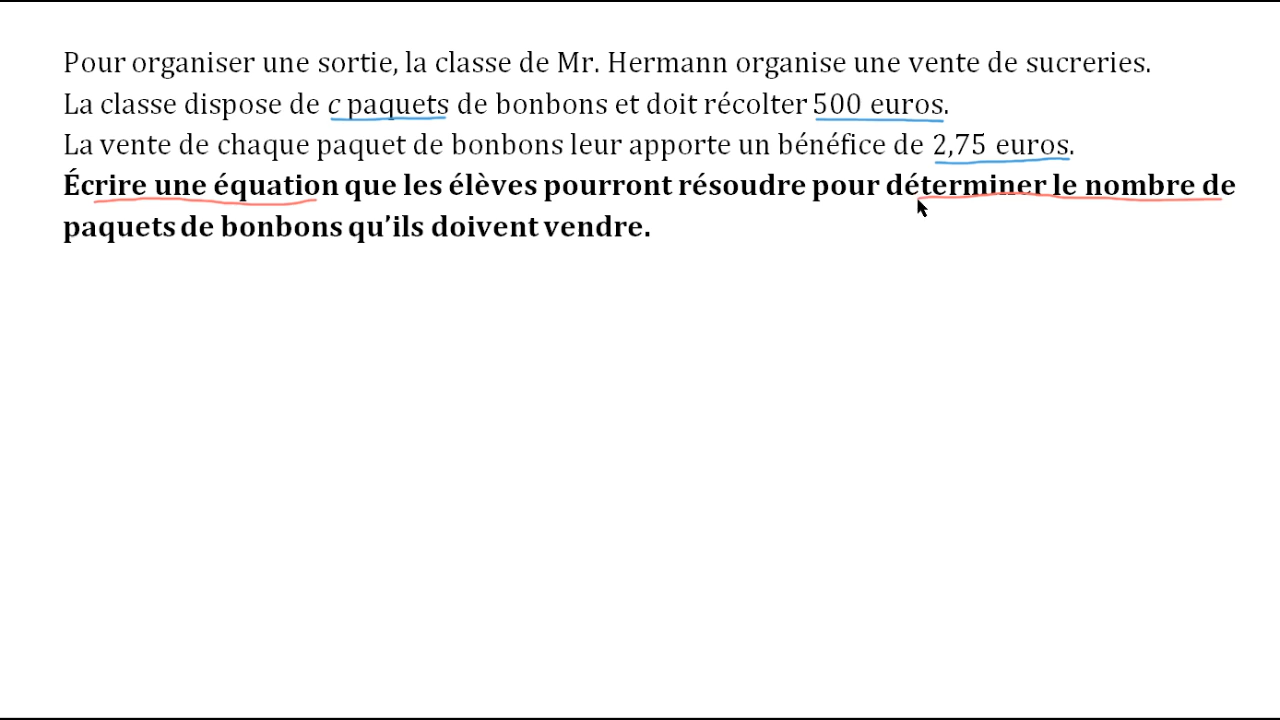 Pour organiser une sortie, la classe de Mr. Hermann organise une vente de sucreries.
La classe dispose de c paquets de bonbons et doit récolter 500 euros.
La vente de chaque paquet de bonbons leur apporte un bénéfice de 2,75 euros.
Écrire une équation que les élèves pourront résoudre pour déterminer le nombre de
paquets de bonbons qu’ils doivent vendre.